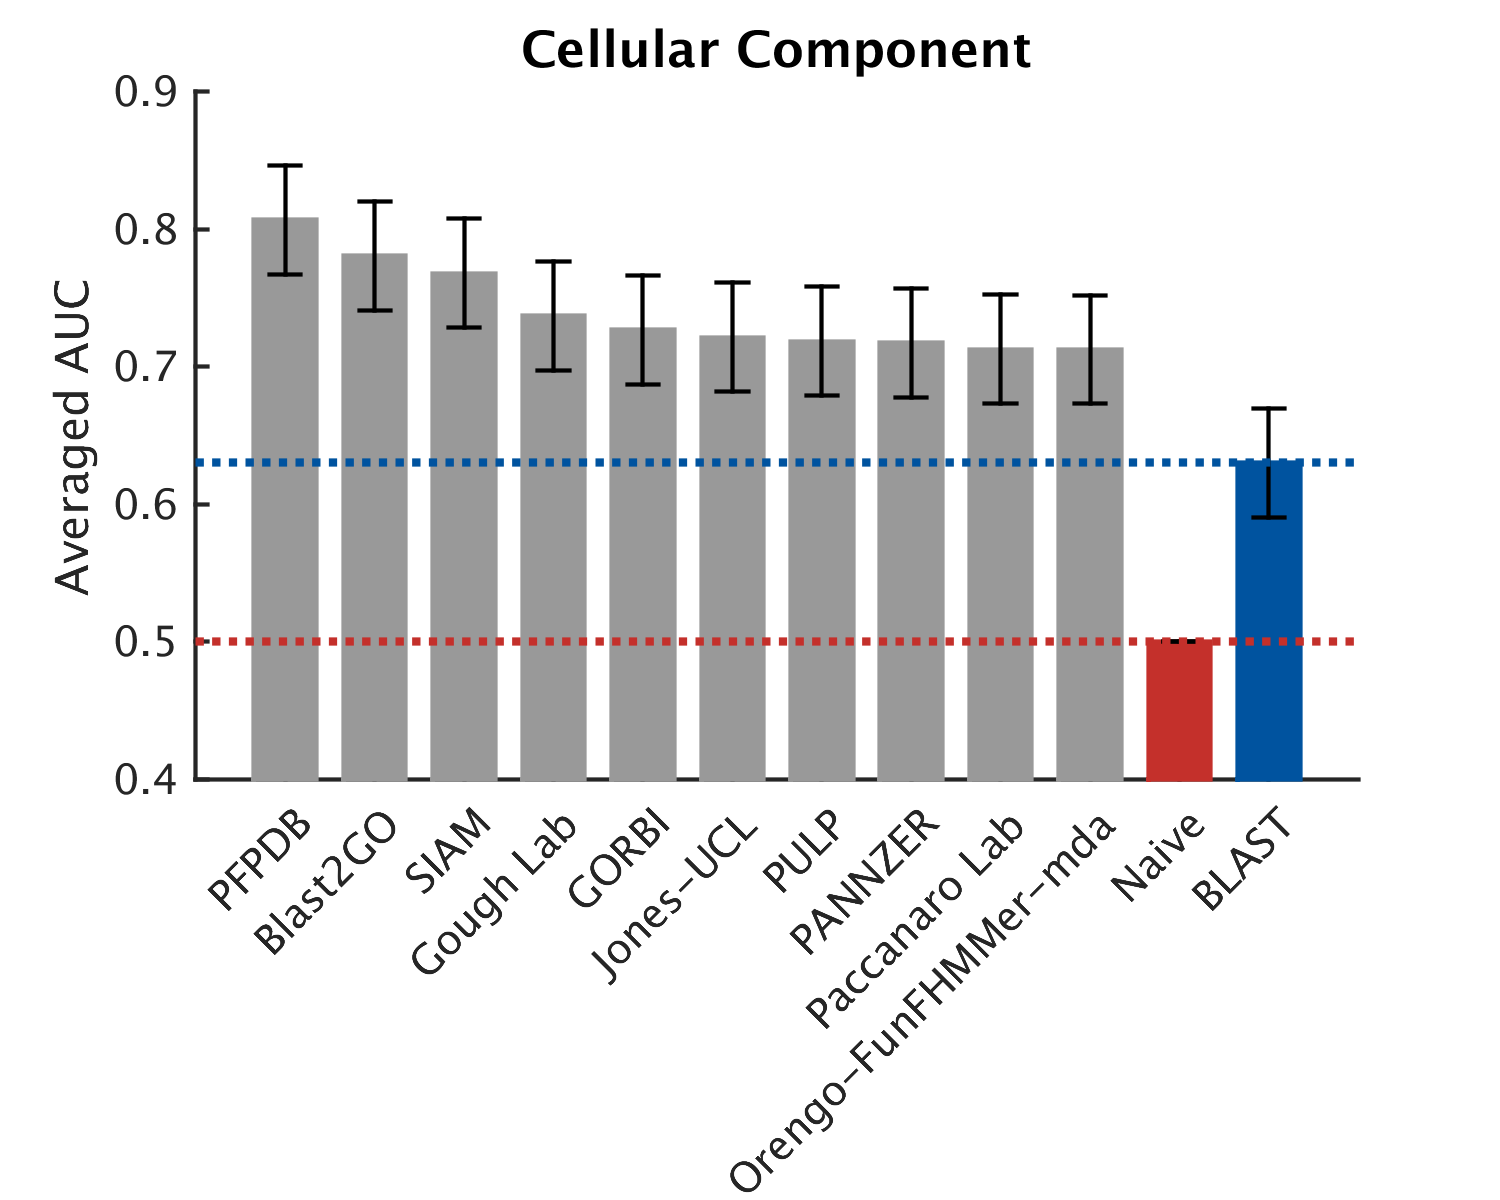 Cellular Component
Averaged AUC
0.9
0.8
0.7
0.6
0.5
0.4
PFPDB
Blast2GO
SIAM
Gough Lab
GORBI
Jones-UCL
PULP
PANNZER
Paccanaro Lab
Orengo-FunFHMMer-mda
Naive
BLAST